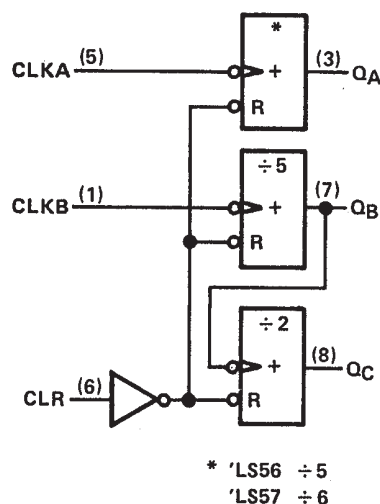 *
CLKA (5) + (3) QA
R
÷5
CLKB (1) + (7) QB
R
÷2
+ (8) QC
CLR (6) R
* 'LS56 ÷5
'LS57 ÷6